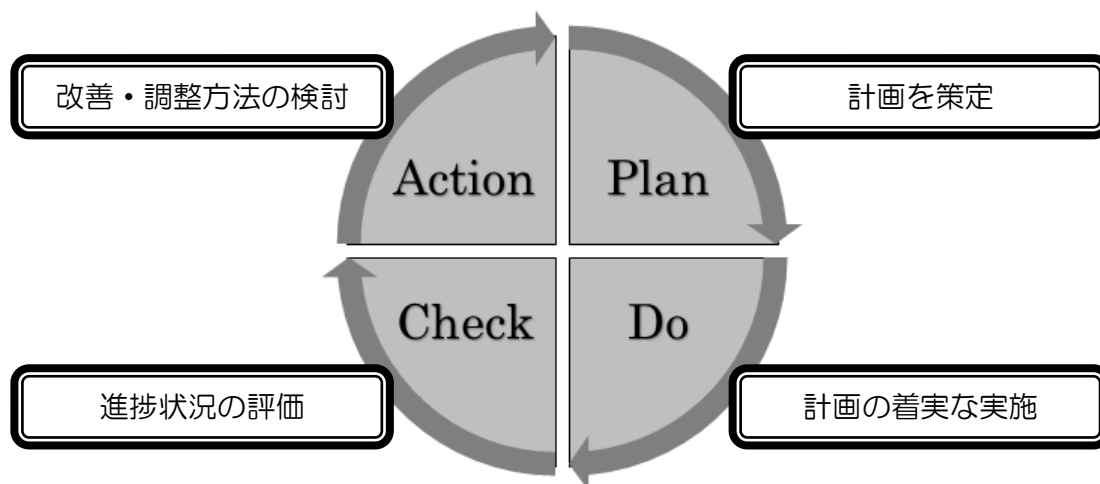 改善・調整方法の検討
計画を策定
Action
Plan
Check
Do
進捗状況の評価
計画の着実な実施